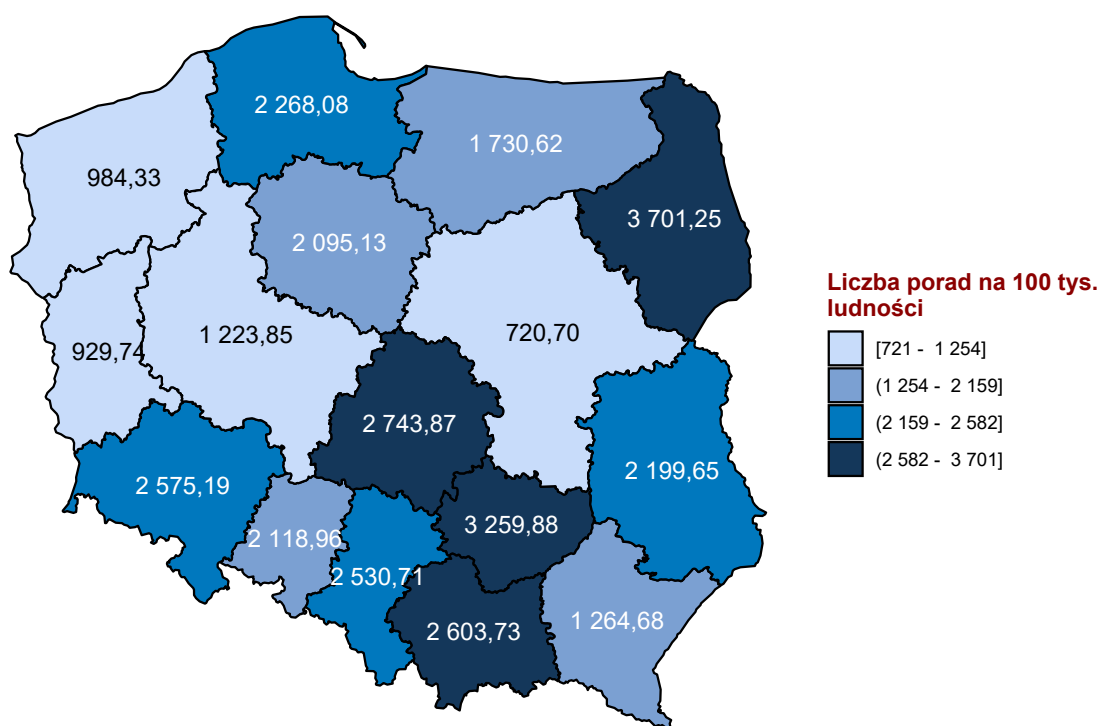 2 268,08
1 730,62
984,33
3 701,25
2 095,13
1 223,85
720,70
929,74
2 743,87
2 199,65
2 575,19
3 259,88
2 118,96
2 530,71
1 264,68
2 603,73
Liczba porad na 100 tys.
ludności
[721 - 1 254]
(1 254 - 2 159]
(2 159 - 2 582]
(2 582 - 3 701]